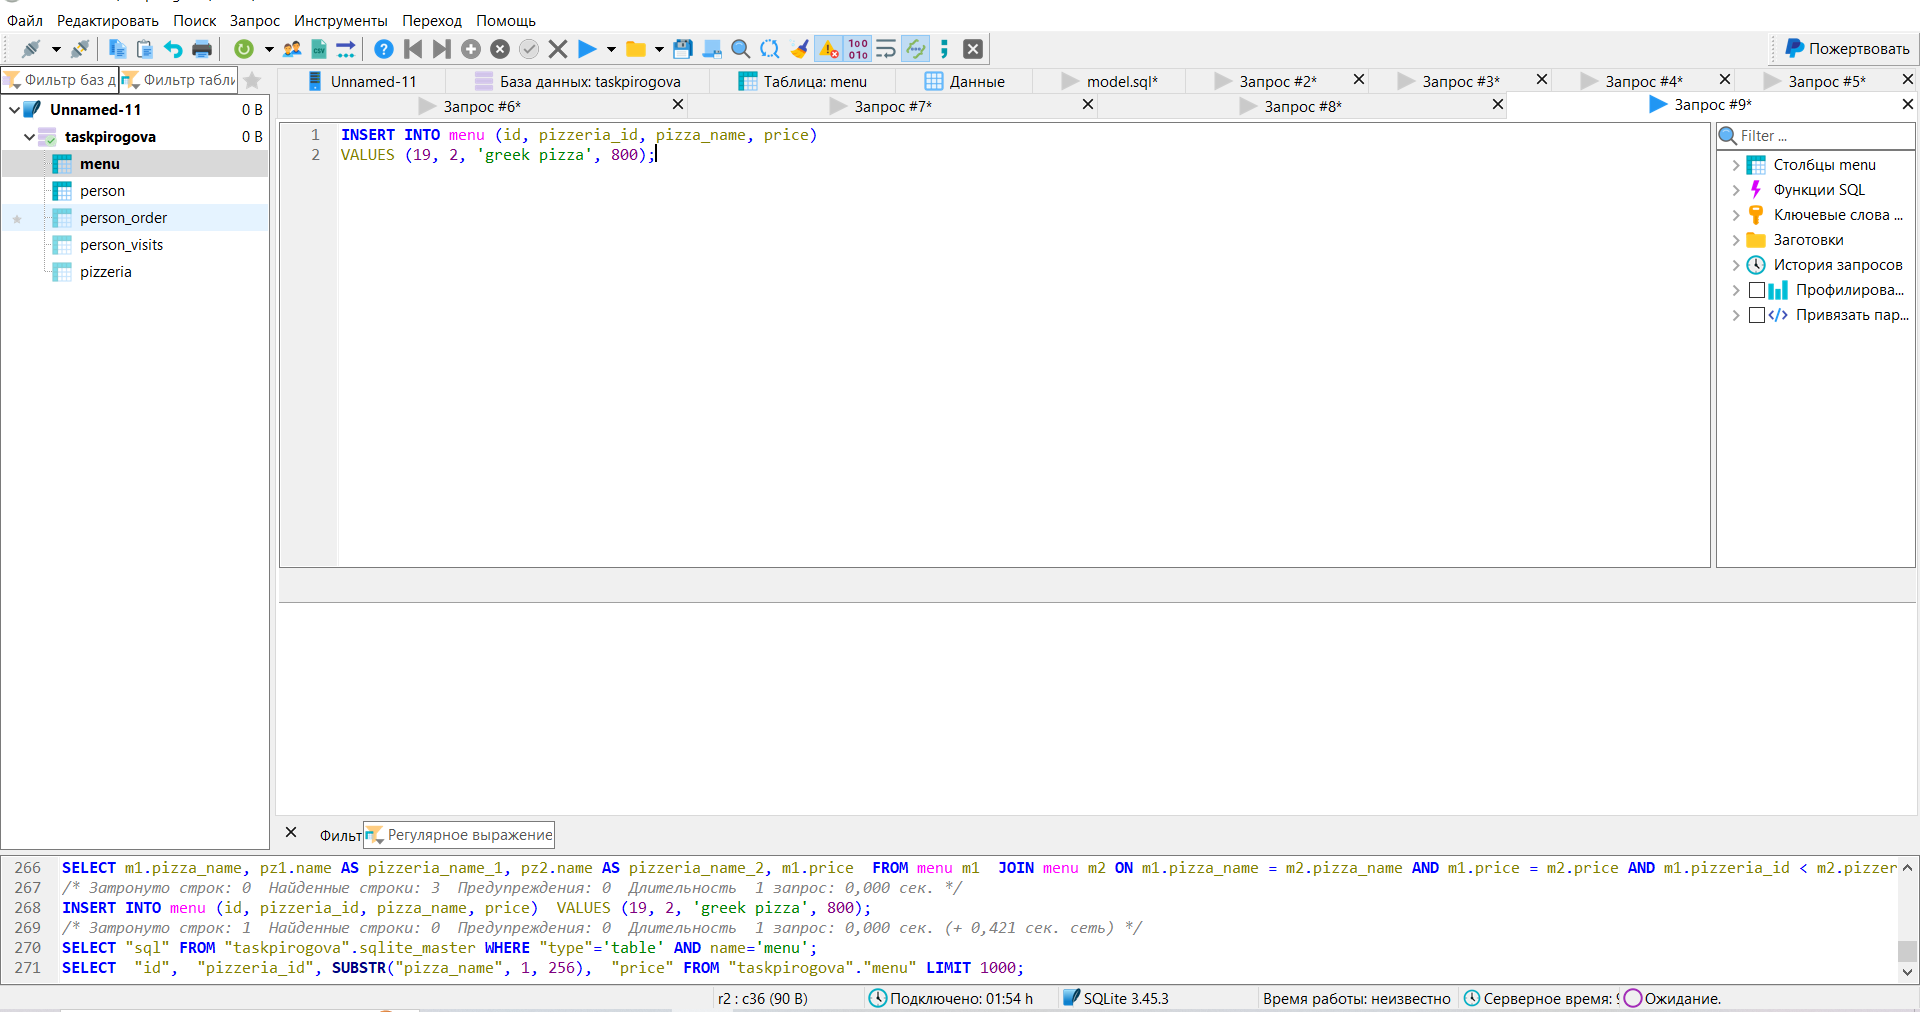 Файл Редактировать Поиск Запрос Инструменты Переход Помощь
Пожертвовать
Фильтр баз д Фильтр табли
Unnamed-11 База данных: taskpirogova Таблица: menu Данные model.sql* Запрос #2* Запрос #3* Запрос #4* Запрос #5*
Запрос #6* Запрос #7* Запрос #8* Запрос #9*
Unnamed-11 0 B
taskpirogova 0 B
menu
person
person_order
person_visits
pizzeria
1 INSERT INTO menu (id, pizzeria_id, pizza_name, price)
2 VALUES (19, 2, 'greek pizza', 800);
Filter ...
Столбцы menu
Функции SQL
Ключевые слова ...
Заготовки
История запросов
Профилирова...
Привязать пар...
Фильт Регулярное выражение
266 SELECT m1.pizza_name, pz1.name AS pizzeria_name_1, pz2.name AS pizzeria_name_2, m1.price FROM menu m1 JOIN menu m2 ON m1.pizza_name = m2.pizza_name AND m1.price = m2.price AND m1.pizzeria_id < m2.pizzer
267 /* Затронуто строк: 0 Найденные строки: 3 Предупреждения: 0 Длительность 1 запрос: 0,000 сек. */
268 INSERT INTO menu (id, pizzeria_id, pizza_name, price) VALUES (19, 2, 'greek pizza', 800);
269 /* Затронуто строк: 1 Найденные строки: 0 Предупреждения: 0 Длительность 1 запрос: 0,000 сек. (+ 0,421 сек. сеть) */
270 SELECT "sql" FROM "taskpirogova".sqlite_master WHERE "type"='table' AND name='menu';
271 SELECT "id", "pizzeria_id", SUBSTR("pizza_name", 1, 256), "price" FROM "taskpirogova"."menu" LIMIT 1000;
r2 : c36 (90 B) Подключено: 01:54 h SQLite 3.45.3 Время работы: неизвестно Серверное время: Ожидание.